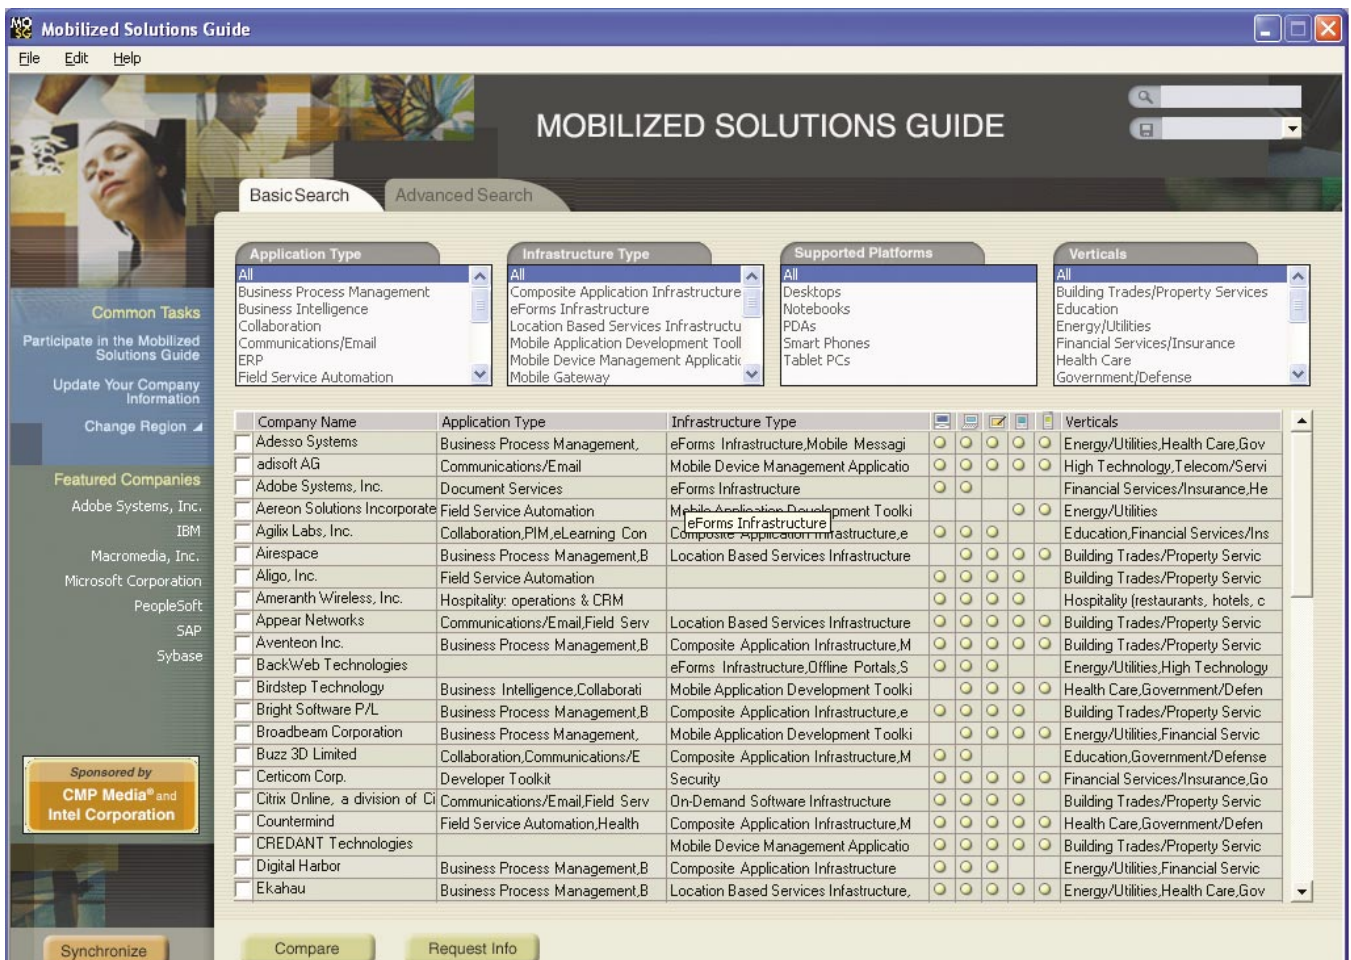 Mobilized Solutions Guide
File Edit Help
MOBILIZED SOLUTIONS GUIDE
Basic Search Advanced Search
Application Type
All
Business Process Management
Business Intelligence
Collaboration
Communications/Email
ERP
Field Service Automation
Infrastructure Type
All
Composite Application Infrastructure
eForms Infrastructure
Location Based Services Infrastructu
Mobile Application Development Tooll
Mobile Device Management Applicatic
Mobile Gateway
Supported Platforms
All
Desktops
Notebooks
PDAs
Smart Phones
Tablet PCs
Verticals
All
Building Trades/Property Services
Education
Energy/Utilities
Financial Services/Insurance
Health Care
Government/Defense
Common Tasks
Participate in the Mobilized
Solutions Guide
Update Your Company
Information
Change Region
Featured Companies
Adobe Systems, Inc.
IBM
Macromedia, Inc.
Microsoft Corporation
PeopleSoft
SAP
Sybase
Sponsored by
CMP Media® and
Intel Corporation
Synchronize
Company Name Application Type Infrastructure Type Verticals
Adesso Systems Business Process Management, eForms Infrastructure,Mobile Messagi Energy/Utilities,Health Care,Gov
adisoft AG Communications/Email Mobile Device Management Applicatio High Technology,Telecom/Servi
Adobe Systems, Inc. Document Services eForms Infrastructure Financial Services/Insurance,He
Aereon Solutions Incorporate Field Service Automation Mobile Application Development Toolki Energy/Utilities
eForms Infrastructure
Agilix Labs, Inc. Collaboration,PIM,eLearning Con Composite Application Infrastructure,e Education,Financial Services/Ins
Airespace Business Process Management,B Location Based Services Infrastructure Building Trades/Property Servic
Aligo, Inc. Field Service Automation Building Trades/Property Servic
Ameranth Wireless, Inc. Hospitality: operations & CRM Hospitality (restaurants, hotels, c
Appear Networks Communications/Email,Field Serv Location Based Services Infrastructure Building Trades/Property Servic
Aventeon Inc. Business Process Management,B Composite Application Infrastructure,M Building Trades/Property Servic
BackWeb Technologies eForms Infrastructure,Offline Portals,S Energy/Utilities,High Technology
Birdstep Technology Business Intelligence,Collaborati Mobile Application Development Toolki Health Care,Government/Defen
Bright Software P/L Business Process Management,B Composite Application Infrastructure,e Building Trades/Property Servic
Broadbeam Corporation Business Process Management, Mobile Application Development Toolki Energy/Utilities,Financial Servic
Buzz 3D Limited Collaboration,Communications/E Composite Application Infrastructure,M Education,Government/Defense
Certicom Corp. Developer Toolkit Security Financial Services/Insurance,Go
Citrix Online, a division of Ci Communications/Email,Field Serv On-Demand Software Infrastructure Building Trades/Property Servic
Countermind Field Service Automation,Health Composite Application Infrastructure,M Health Care,Government/Defen
CREDANT Technologies Mobile Device Management Applicatio Building Trades/Property Servic
Digital Harbor Business Process Management,B Composite Application Infrastructure Energy/Utilities,Financial Servic
Ekahau Business Process Management,B Location Based Services Infastructure, Energy/Utilities,Health Care,Gov
Compare Request Info